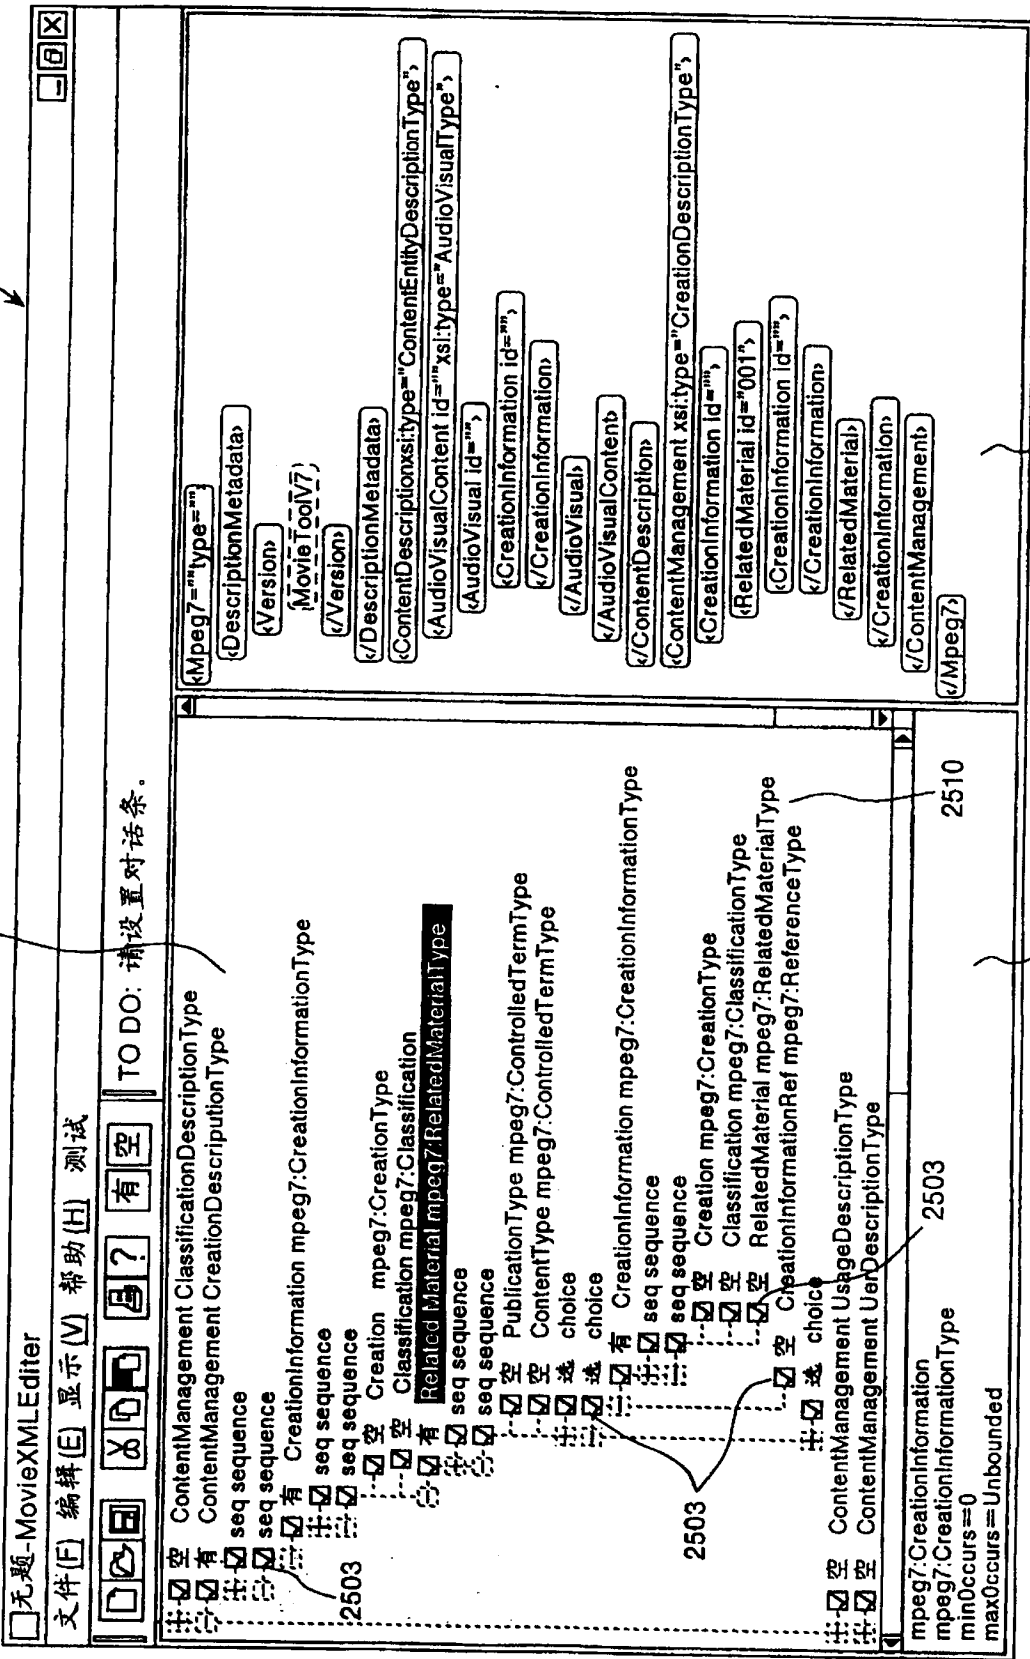 无题-MovieXMLEditer
文件(F) 编辑(E) 显示(V) 帮助(H) 测试
? 有 空 TO DO: 请设置对话条.
空 ContentManagement ClassificationDescriptionType
有 ContentManagement CreationDescriputionType
seq sequence
seq sequence
有 CreationInformation mpeg7:CreationInformationType
seq sequence
seq sequence
空 Creation mpeg7:CreationType
空 Classification mpeg7:Classification
有 Related Material mpeg7:RelatedMaterialType
seq sequence
seq sequence
空 PublicationType mpeg7:ControlledTermType
空 ContentType mpeg7:ControlledTermType
选 choice
选 choice
有 CreationInformation mpeg7:CreationInformationType
seq sequence
seq sequence
空 Creation mpeg7:CreationType
空 Classification mpeg7:ClassificationType
空 RelatedMaterial mpeg7:RelatedMaterialType
空 CreationInformationRef mpeg7:ReferenceType
选 choice
空 ContentManagement UsageDescriptionType
空 ContentManagement UerDescriptionType
2503
2503
2503
2510
mpeg7:CreationInformation
mpeg7:CreationInformationType
minOccurs==0
maxOccurs=Unbounded
<Mpeg7=""type="">
<DescriptionMetadata>
<Version>
MovieToolV7
</Version>
</DescriptionMetadata>
<ContentDescriptionxsi:type="ContentEntityDescriptionType">
<AudioVisualContent id=""xsi:type="AudioVisualType">
<AudioVisual id="">
<CreationInformation id="">
</CreationInformation>
</AudioVisual>
</AudioVisualContent>
</ContentDescription>
<ContentManagement xsi:type="CreationDescriptionType">
<CreationInformation id="">
<RelatedMaterial id="001">
<CreationInformation id="">
</CreationInformation>
</RelatedMaterial>
</CreationInformation>
</ContentManagement>
</Mpeg7>